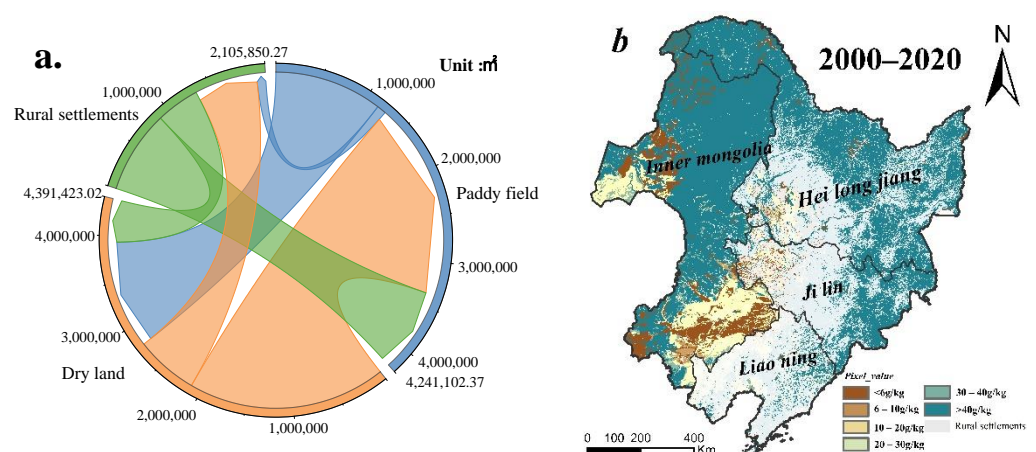 a.
2,105,850.27
Unit :㎡
1,000,000
1,000,000
Rural settlements
2,000,000
4,391,423.02
Paddy field
4,000,000
3,000,000
3,000,000
Dry land
4,000,000
4,241,102.37
2,000,000
1,000,000
b
2000–2020
N
Inner mongolia
Hei long jiang
Ji lin
Liao ning
Pixel_value
<6g/kg
6 – 10g/kg
10 – 20g/kg
20 – 30g/kg
30 – 40g/kg
>40g/kg
Rural settlements
0 100 200 400
Km